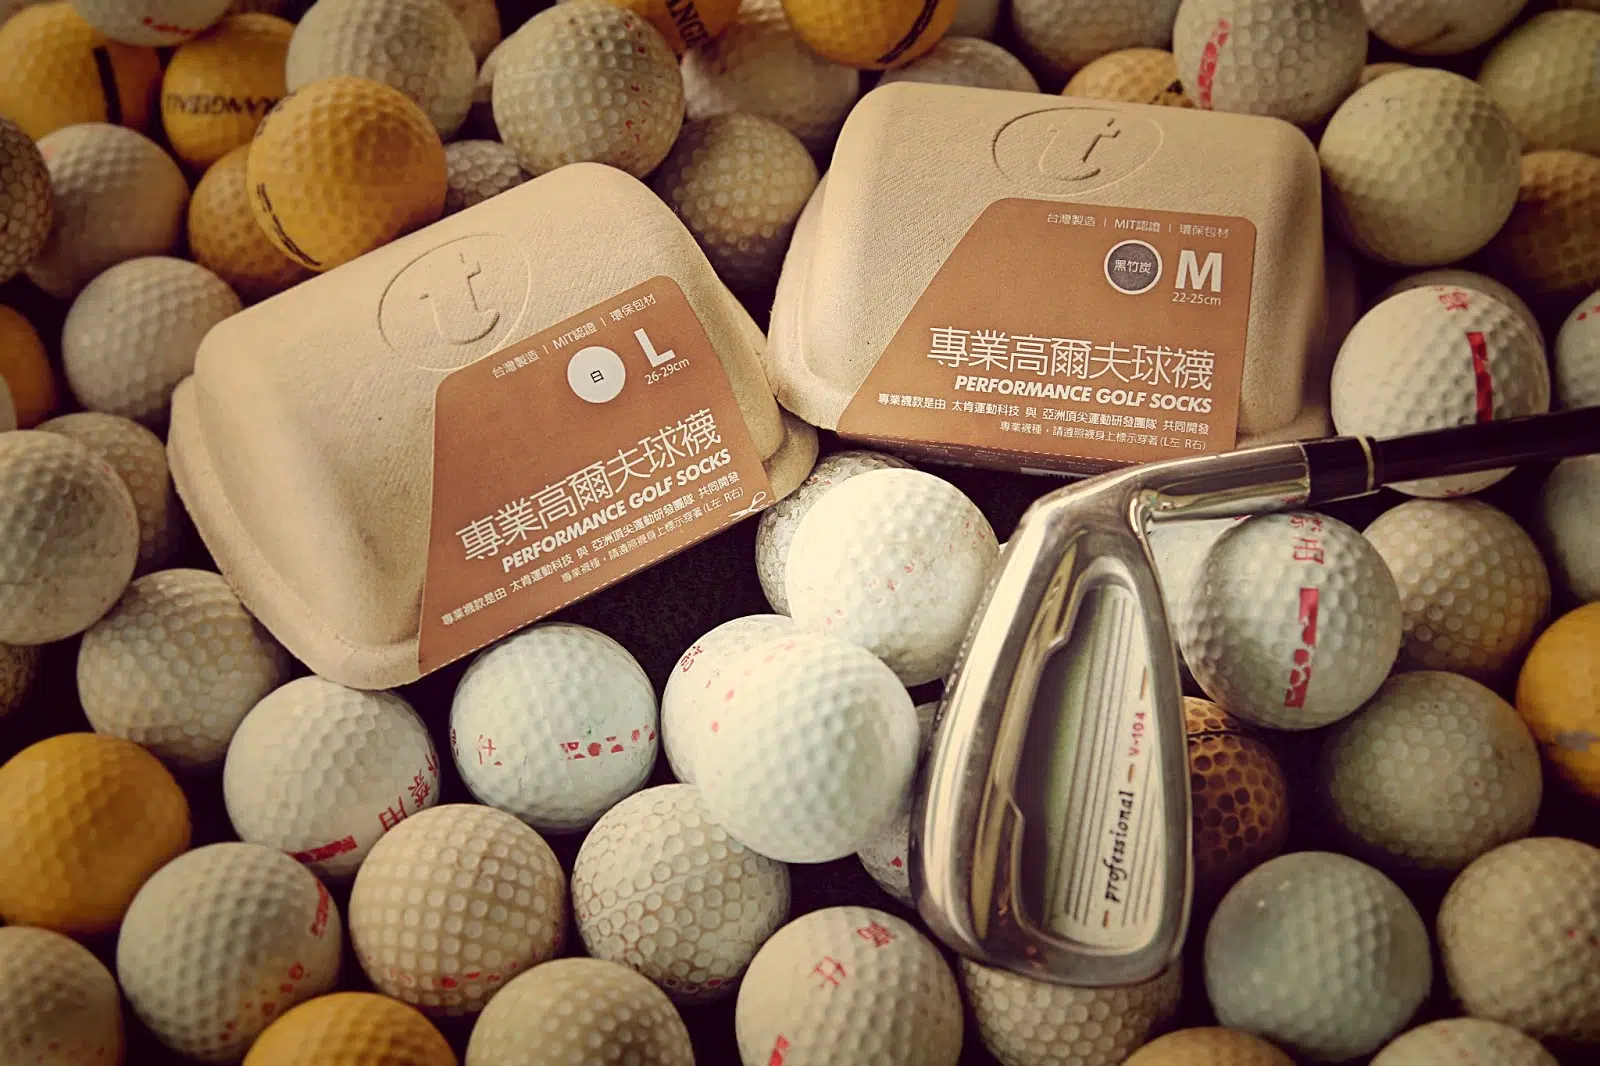 t
台灣製造 | MIT認證 | 環保包材
白
L
26-29cm
專業高爾夫球襪
PERFORMANCE GOLF SOCKS
專業襪款是由 太肯運動科技 與 亞洲頂尖運動研發團隊 共同開發
專業襪種，請遵照襪身上標示穿著(L左 R右)
t
台灣製造 | MIT認證 | 環保包材
黑竹炭
M
22-25cm
專業高爾夫球襪
PERFORMANCE GOLF SOCKS
專業襪款是由 太肯運動科技 與 亞洲頂尖運動研發團隊 共同開發
專業襪種，請遵照襪身上標示穿著(L左 R右)
professional
V-104